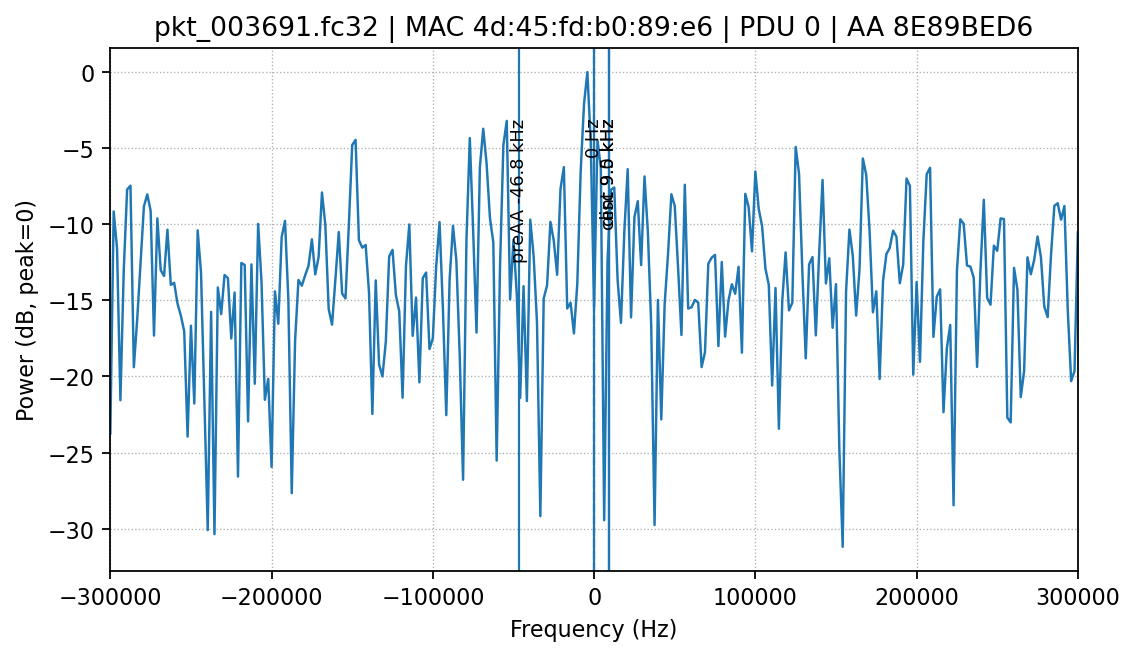 pkt_003691.fc32 | MAC 4d:45:fd:b0:89:e6 | PDU 0 | AA 8E89BED6
Power (dB, peak=0)
0
−5
−10
−15
−20
−25
−30
preAA -46.8 kHz
0 Hz
kHz
−300000
−200000
−100000
0
100000
200000
300000
Frequency (Hz)